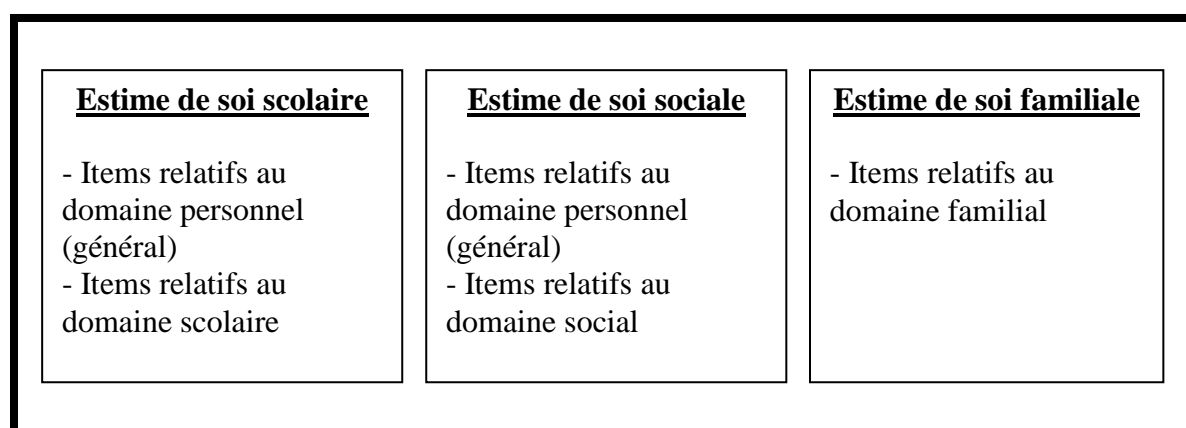 Estime de soi scolaire
- Items relatifs au
domaine personnel
(général)
- Items relatifs au
domaine scolaire
Estime de soi sociale
- Items relatifs au
domaine personnel
(général)
- Items relatifs au
domaine social
Estime de soi familiale
- Items relatifs au
domaine familial